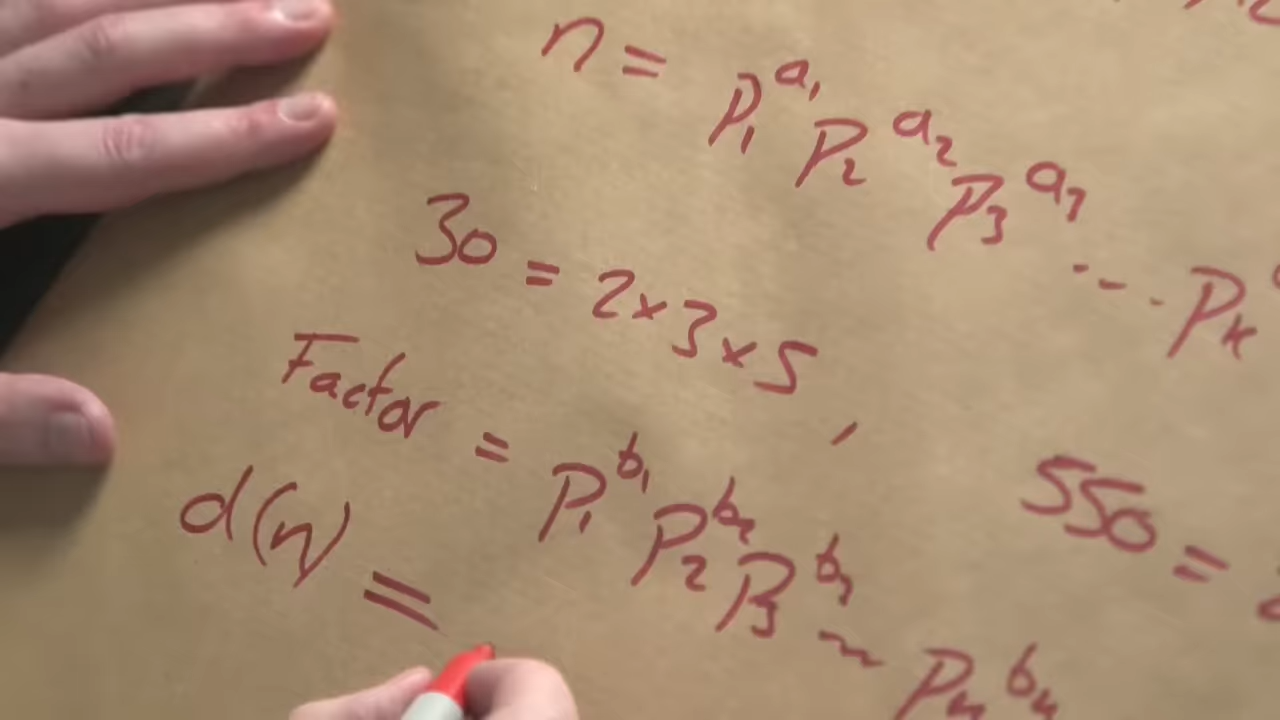 n = p₁^a₁ p₂^a₂ p₃^a₃ ... pₖ
30 = 2 × 3 × 5 ,
550 =
Factor = p₁^b₁ p₂^b₂ p₃^b₃ ~ pₖ^bₖ
d(n) =